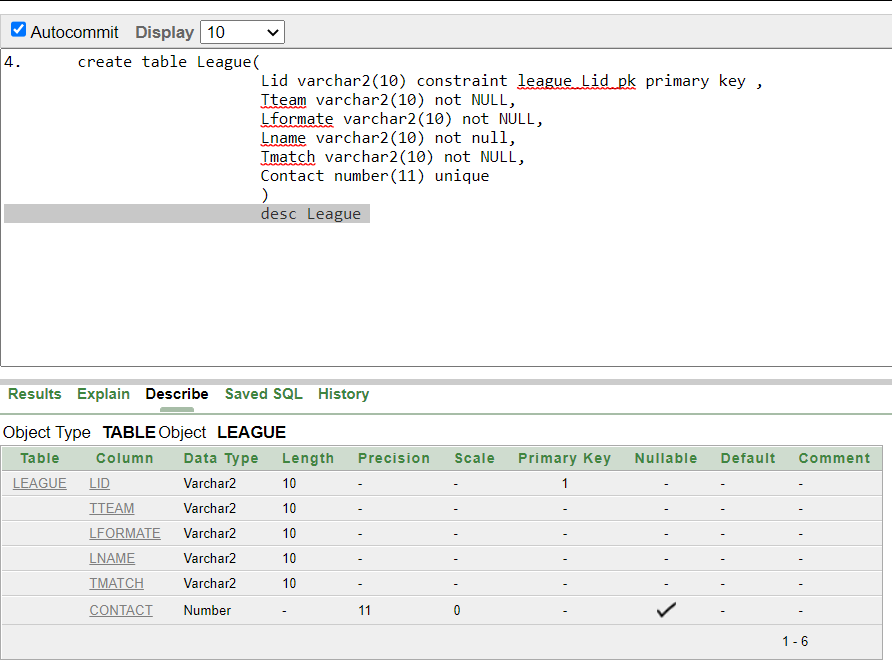 Autocommit Display 10
4. create table League(
Lid varchar2(10) constraint league_Lid_pk primary key ,
Tteam varchar2(10) not NULL,
Lformate varchar2(10) not NULL,
Lname varchar2(10) not null,
Tmatch varchar2(10) not NULL,
Contact number(11) unique
)
desc League
Results Explain Describe Saved SQL History
Object Type TABLE Object LEAGUE
Table Column Data Type Length Precision Scale Primary Key Nullable Default Comment
LEAGUE LID Varchar2 10 - - 1 - - -
TTEAM Varchar2 10 - - - - - -
LFORMATE Varchar2 10 - - - - - -
LNAME Varchar2 10 - - - - - -
TMATCH Varchar2 10 - - - - - -
CONTACT Number - 11 0 - ✓ - -
1 - 6